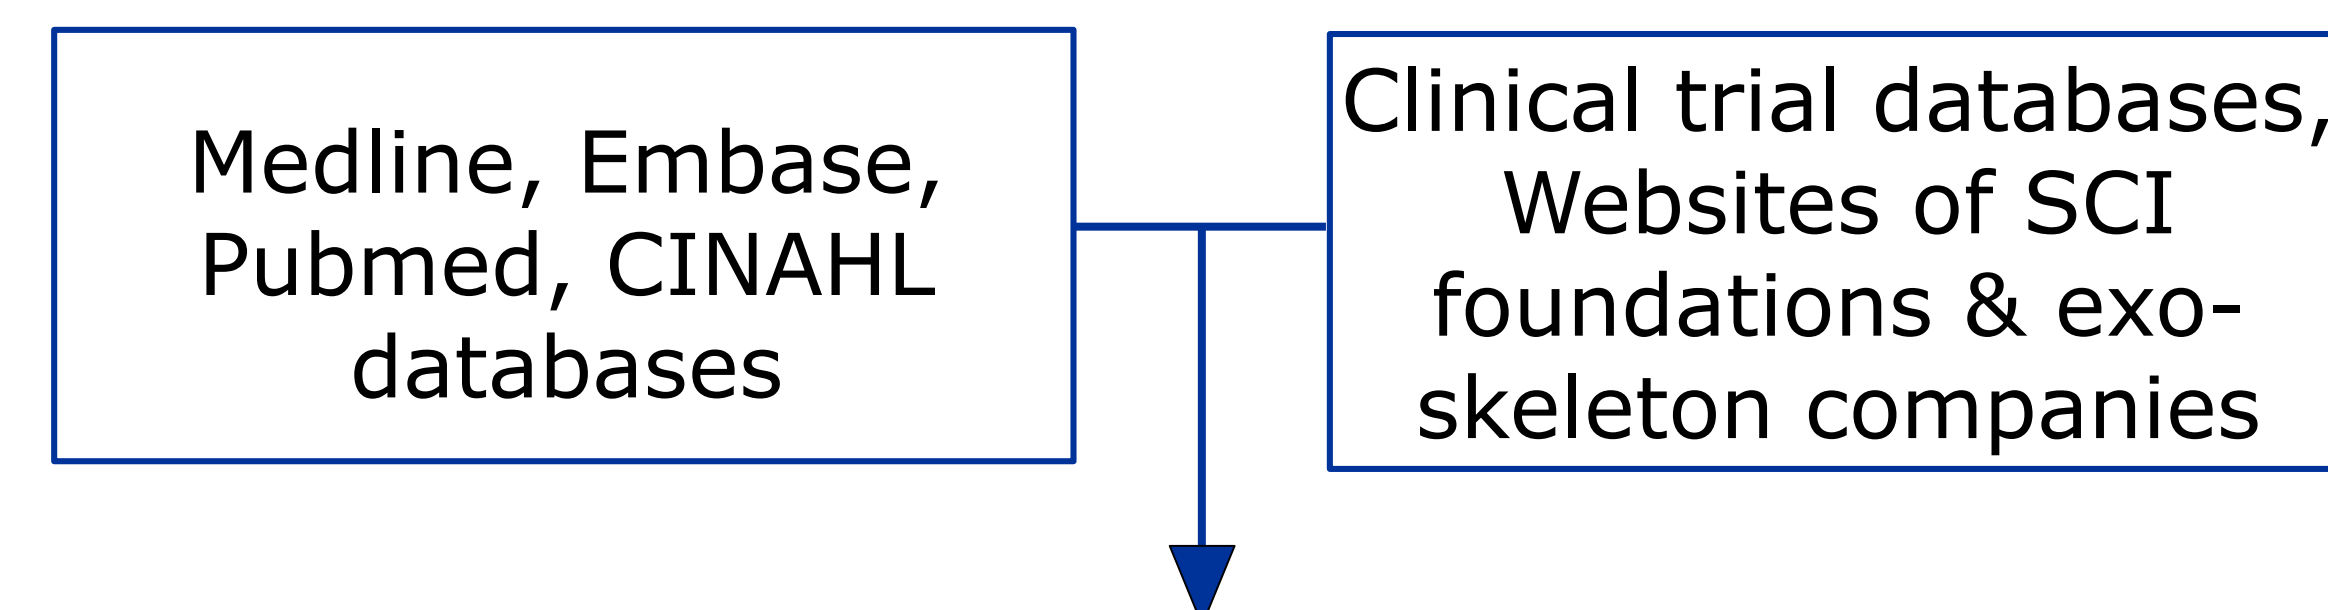 Medline, Embase,
Pubmed, CINAHL
databases
Clinical trial databases,
Websites of SCI
foundations & exo-
skeleton companies